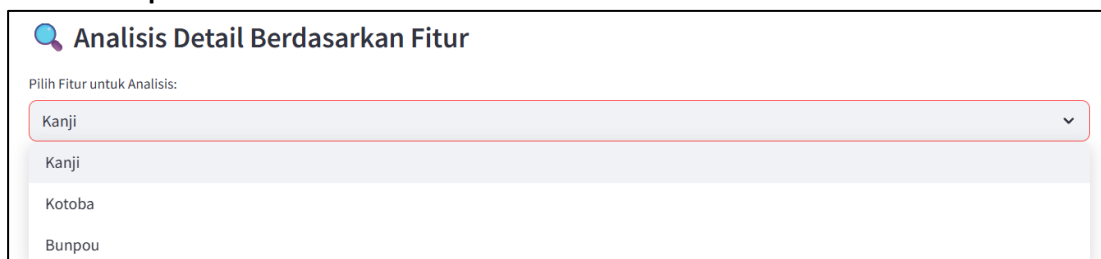 Analisis Detail Berdasarkan Fitur
Pilih Fitur untuk Analisis:
Kanji
Kanji
Kotoba
Bunpou